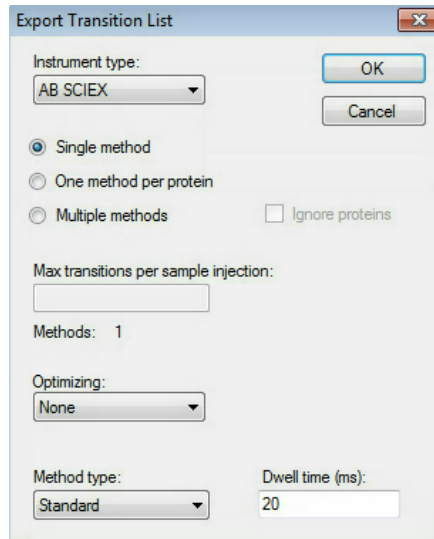 Export Transition List
Instrument type:
AB SCIEX
OK
Cancel
Single method
One method per protein
Multiple methods
Ignore proteins
Max transitions per sample injection:
Methods: 1
Optimizing:
None
Method type:
Standard
Dwell time (ms):
20